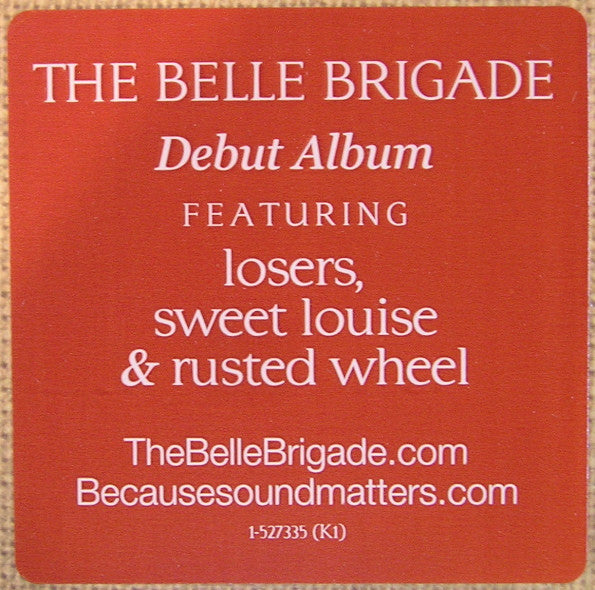 THE BELLE BRIGADE
Debut Album
FEATURING
losers,
sweet louise
& rusted wheel
TheBelleBrigade.com
Becausesoundmatters.com
1-527335 (K1)